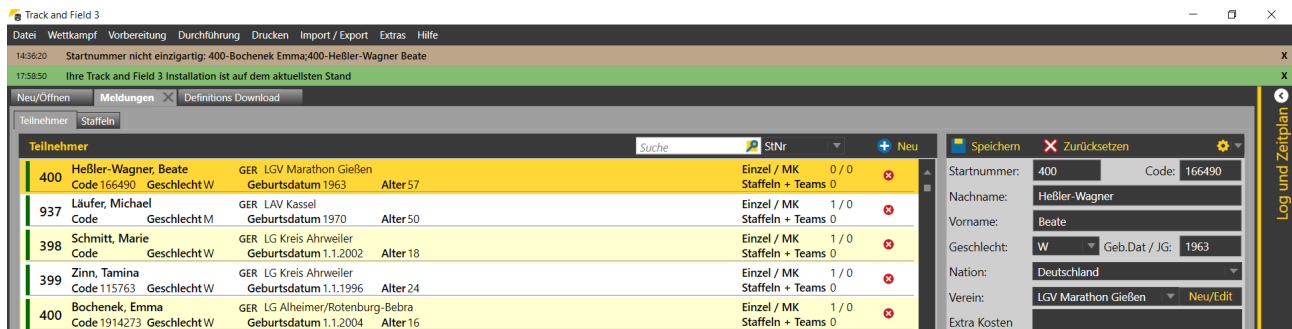 Track and Field 3
Datei Wettkampf Vorbereitung Durchführung Drucken Import / Export Extras Hilfe
14:36:20 Startnummer nicht einzigartig: 400-Bochenek Emma;400-Heßler-Wagner Beate X
17:58:50 Ihre Track and Field 3 Installation ist auf dem aktuellsten Stand X
Neu/Öffnen Meldungen Definitions Download
Teilnehmer Staffeln
Teilnehmer Suche StNr Neu
400 Heßler-Wagner, Beate GER LGV Marathon Gießen Einzel / MK 0 / 0
Code 166490 Geschlecht W Geburtsdatum 1963 Alter 57 Staffeln + Teams 0
937 Läufer, Michael GER LAV Kassel Einzel / MK 1 / 0
Code Geschlecht M Geburtsdatum 1970 Alter 50 Staffeln + Teams 0
398 Schmitt, Marie GER LG Kreis Ahrweiler Einzel / MK 1 / 0
Code Geschlecht W Geburtsdatum 1.1.2002 Alter 18 Staffeln + Teams 0
399 Zinn, Tamina GER LG Kreis Ahrweiler Einzel / MK 1 / 0
Code 115763 Geschlecht W Geburtsdatum 1.1.1996 Alter 24 Staffeln + Teams 0
400 Bochenek, Emma GER LG Alheimer/Rotenburg-Bebra Einzel / MK 1 / 0
Code 1914273 Geschlecht W Geburtsdatum 1.1.2004 Alter 16 Staffeln + Teams 0
Speichern Zurücksetzen
Startnummer: 400 Code: 166490
Nachname: Heßler-Wagner
Vorname: Beate
Geschlecht: W Geb.Dat / JG: 1963
Nation: Deutschland
Verein: LGV Marathon Gießen Neu/Edit
Extra Kosten
Log und Zeitplan